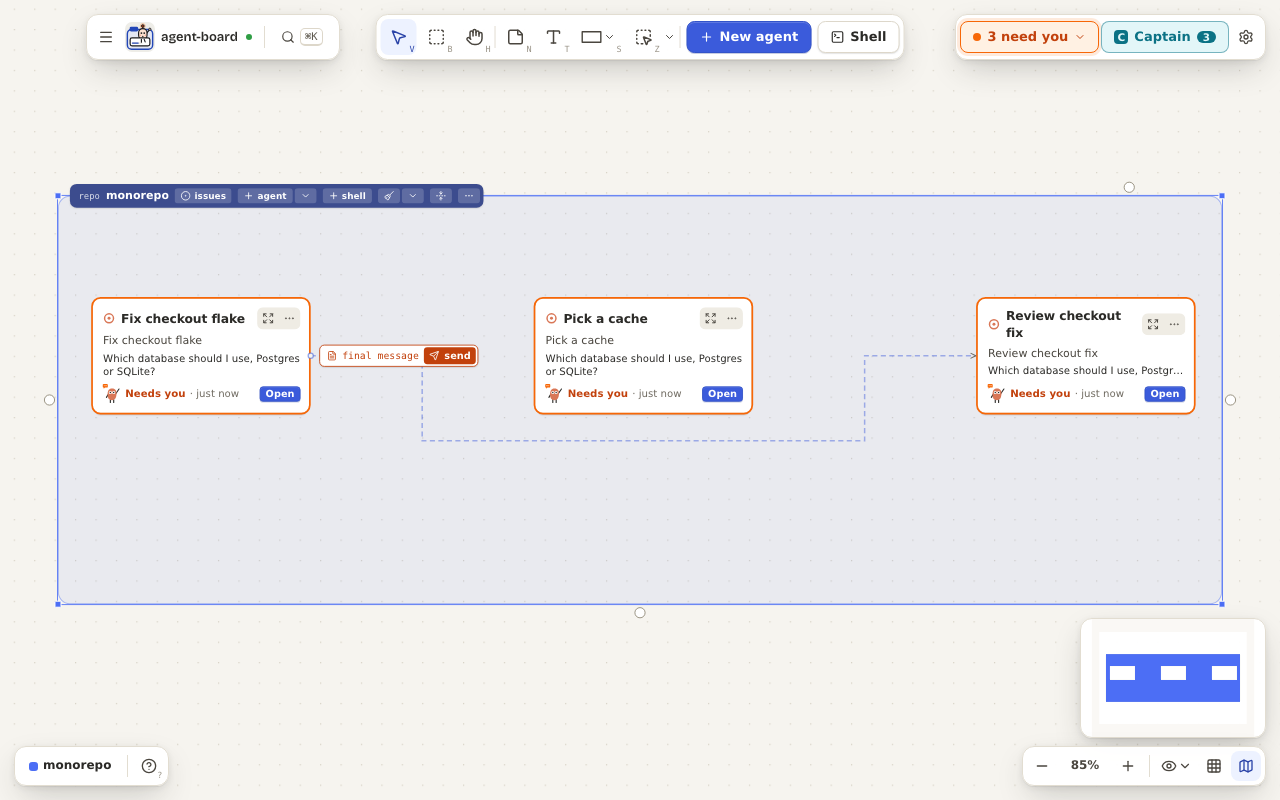 agent-board
⌘K
V
B
H
N
T
S
Z
+ New agent
Shell
3 need you
C Captain 3
repo monorepo
issues
+ agent
+ shell
Fix checkout flake
Fix checkout flake
Which database should I use, Postgres
or SQLite?
Needs you · just now
Open
final message
send
Pick a cache
Pick a cache
Which database should I use, Postgres
or SQLite?
Needs you · just now
Open
Review checkout
fix
Review checkout fix
Which database should I use, Postgr...
Needs you · just now
Open
monorepo
?
85%